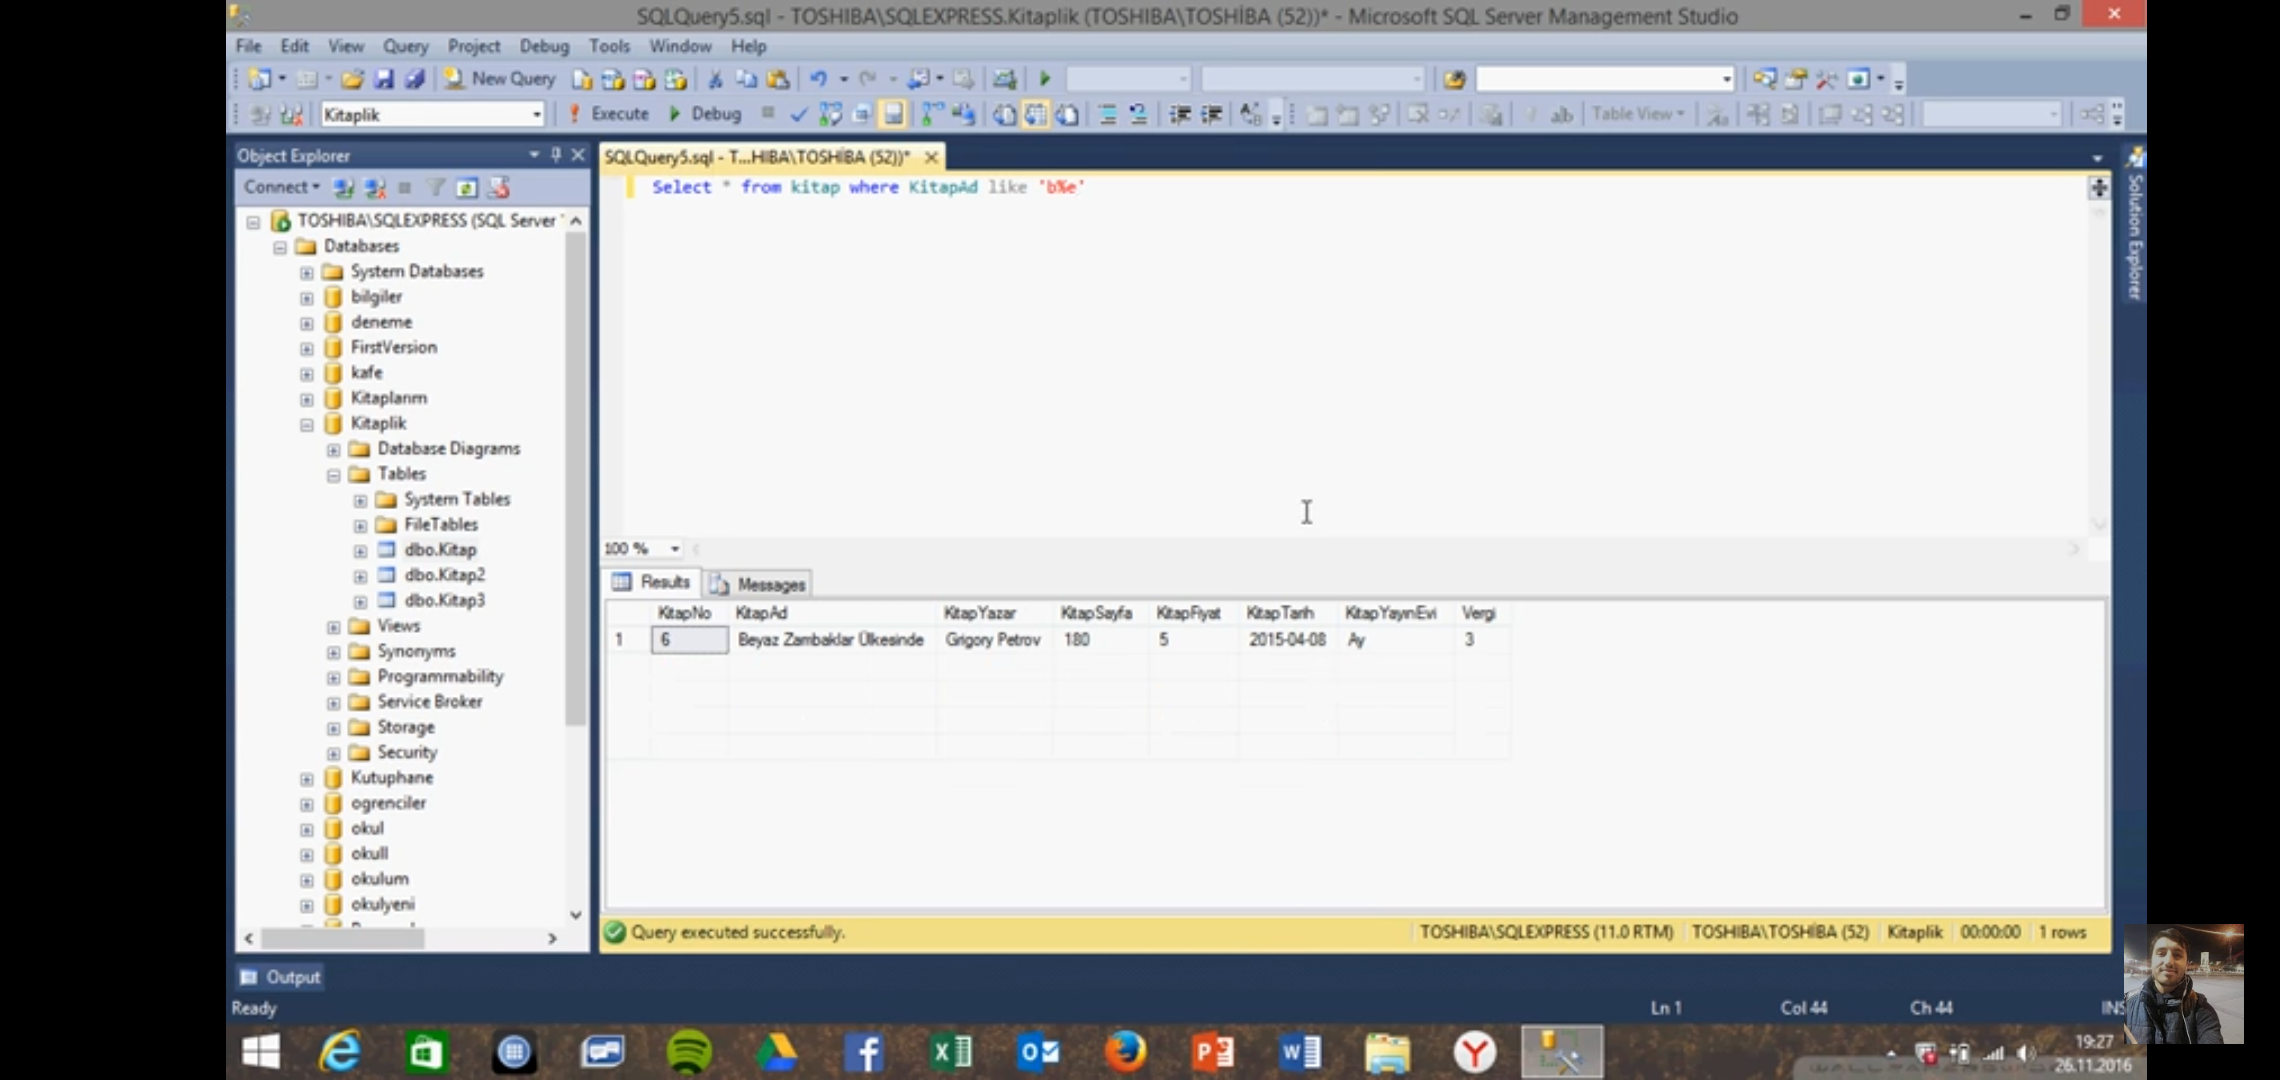 SQLQuery5.sql - TOSHIBA\SQLEXPRESS.Kitaplik (TOSHIBA\TOSHİBA (52))* - Microsoft SQL Server Management Studio
File Edit View Query Project Debug Tools Window Help
New Query
Kitaplik Execute Debug Table View
Object Explorer
SQLQuery5.sql - T...HIBA\TOSHİBA (52))*
Connect
Select * from kitap where KitapAd like 'b%e'
Solution Explorer
TOSHIBA\SQLEXPRESS (SQL Server
Databases
System Databases
bilgiler
deneme
FirstVersion
kafe
Kitaplarım
Kitaplik
Database Diagrams
Tables
System Tables
FileTables
dbo.Kitap
dbo.Kitap2
dbo.Kitap3
Views
Synonyms
Programmability
Service Broker
Storage
Security
Kutuphane
ogrenciler
okul
okull
okulum
okulyeni
100 %
Results Messages
KitapNo KitapAd KitapYazar KitapSayfa KitapFiyat KitapTarih KitapYayınEvi Vergi
1 6 Beyaz Zambaklar Ülkesinde Grigory Petrov 180 5 2015-04-08 Ay 3
Query executed successfully. TOSHIBA\SQLEXPRESS (11.0 RTM) TOSHIBA\TOSHİBA (52) Kitaplik 00:00:00 1 rows
Output
Ready Ln 1 Col 44 Ch 44 INS
19:27
26.11.2016